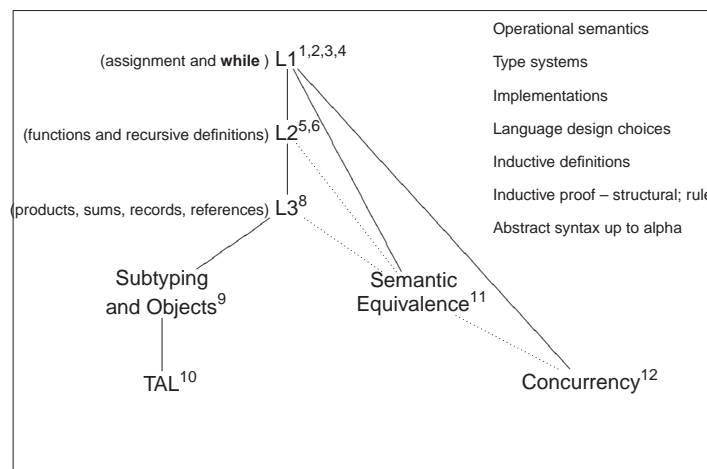 (assignment and while ) L1 1,2,3,4
(functions and recursive definitions) L2 5,6
(products, sums, records, references) L3 8
Subtyping
and Objects 9
Semantic
Equivalence 11
TAL 10
Concurrency 12
Operational semantics
Type systems
Implementations
Language design choices
Inductive definitions
Inductive proof – structural; rule
Abstract syntax up to alpha